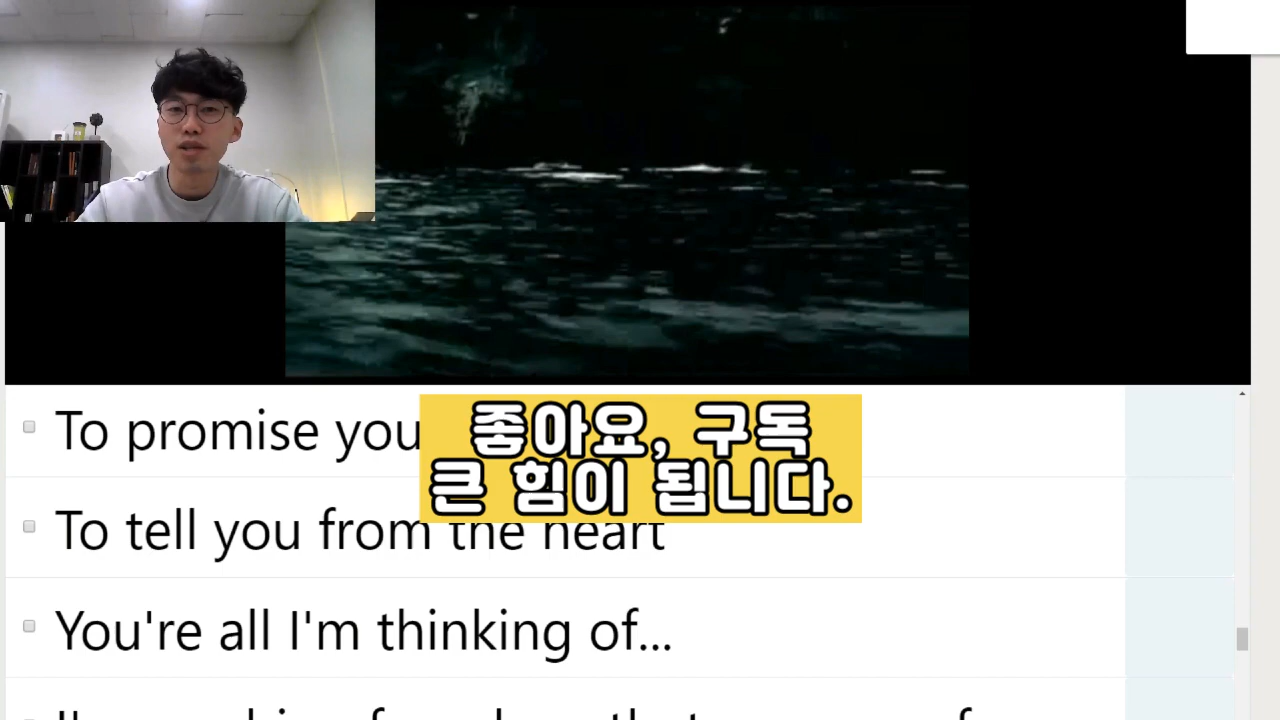 To promise you
좋아요, 구독
큰 힘이 됩니다.
To tell you from the heart
You're all I'm thinking of...